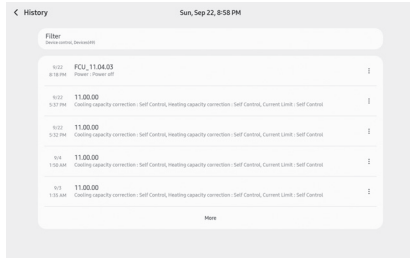 < History
Sun, Sep 22, 8:58 PM
Filter
Device control, Devices(99)
9/22
8:18 PM
FCU_11.04.03
Power : Power off
9/22
5:37 PM
11.00.00
Cooling capacity correction : Self Control, Heating capacity correction : Self Control, Current Limit : Self Control
9/22
5:32 PM
11.00.00
Cooling capacity correction : Self Control, Heating capacity correction : Self Control, Current Limit : Self Control
9/4
1:56 AM
11.00.00
Cooling capacity correction : Self Control, Heating capacity correction : Self Control, Current Limit : Self Control
9/3
1:35 AM
11.00.00
Cooling capacity correction : Self Control, Heating capacity correction : Self Control, Current Limit : Self Control
More